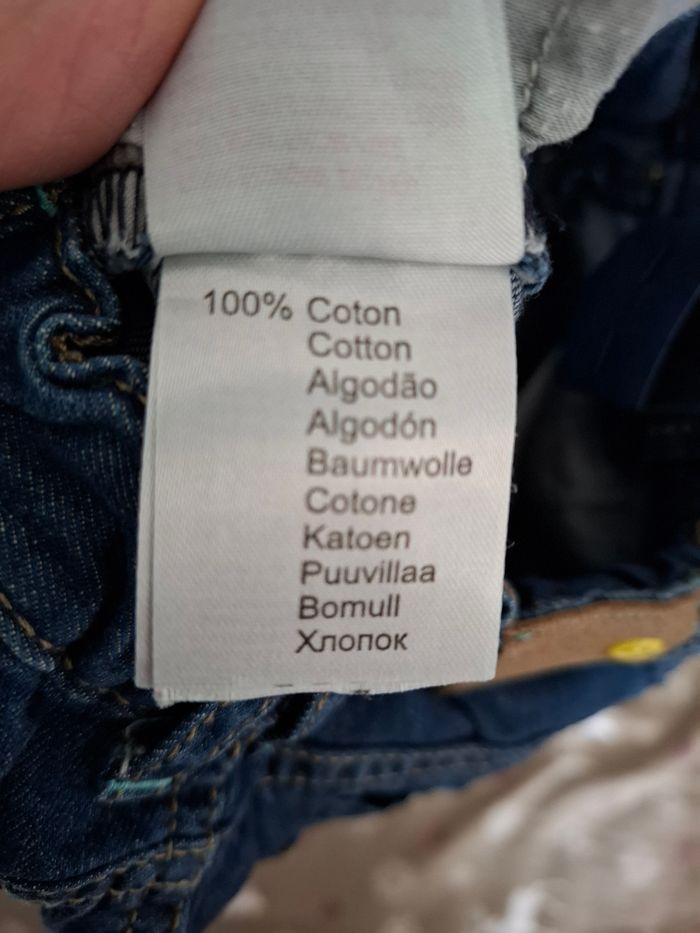 100% Coton
Cotton
Algodão
Algodón
Baumwolle
Cotone
Katoen
Puuvillaa
Bomull
Хлопок